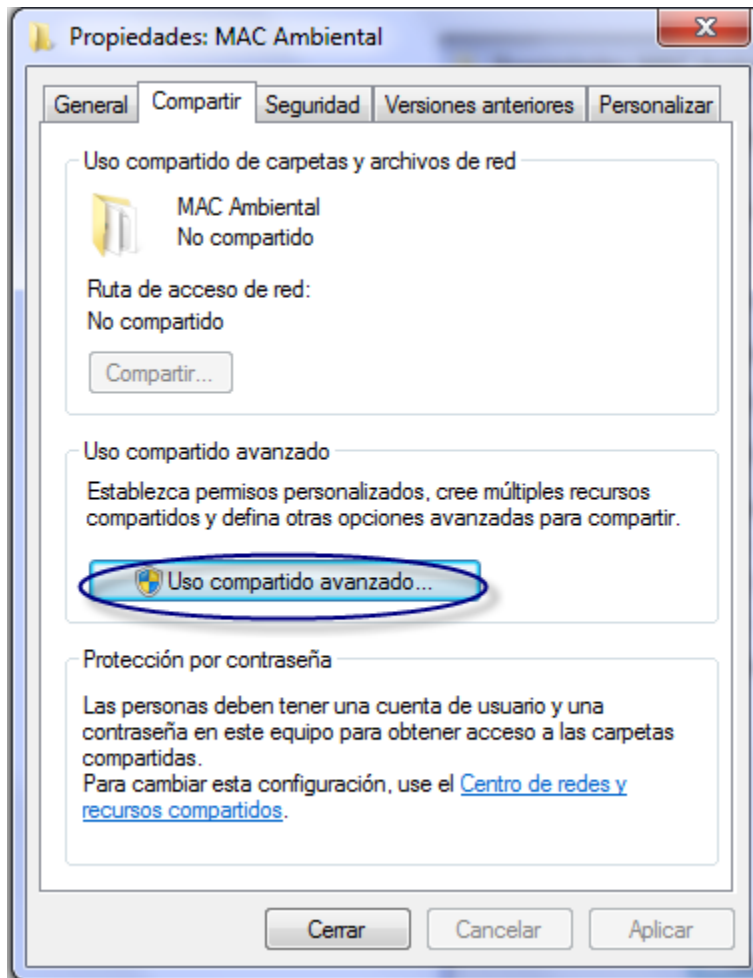 Propiedades: MAC Ambiental
General Compartir Seguridad Versiones anteriores Personalizar
Uso compartido de carpetas y archivos de red
MAC Ambiental
No compartido
Ruta de acceso de red:
No compartido
Compartir...
Uso compartido avanzado
Establezca permisos personalizados, cree múltiples recursos
compartidos y defina otras opciones avanzadas para compartir.
Uso compartido avanzado...
Protección por contraseña
Las personas deben tener una cuenta de usuario y una
contraseña en este equipo para obtener acceso a las carpetas
compartidas.
Para cambiar esta configuración, use el Centro de redes y
recursos compartidos.
Cerrar Cancelar Aplicar